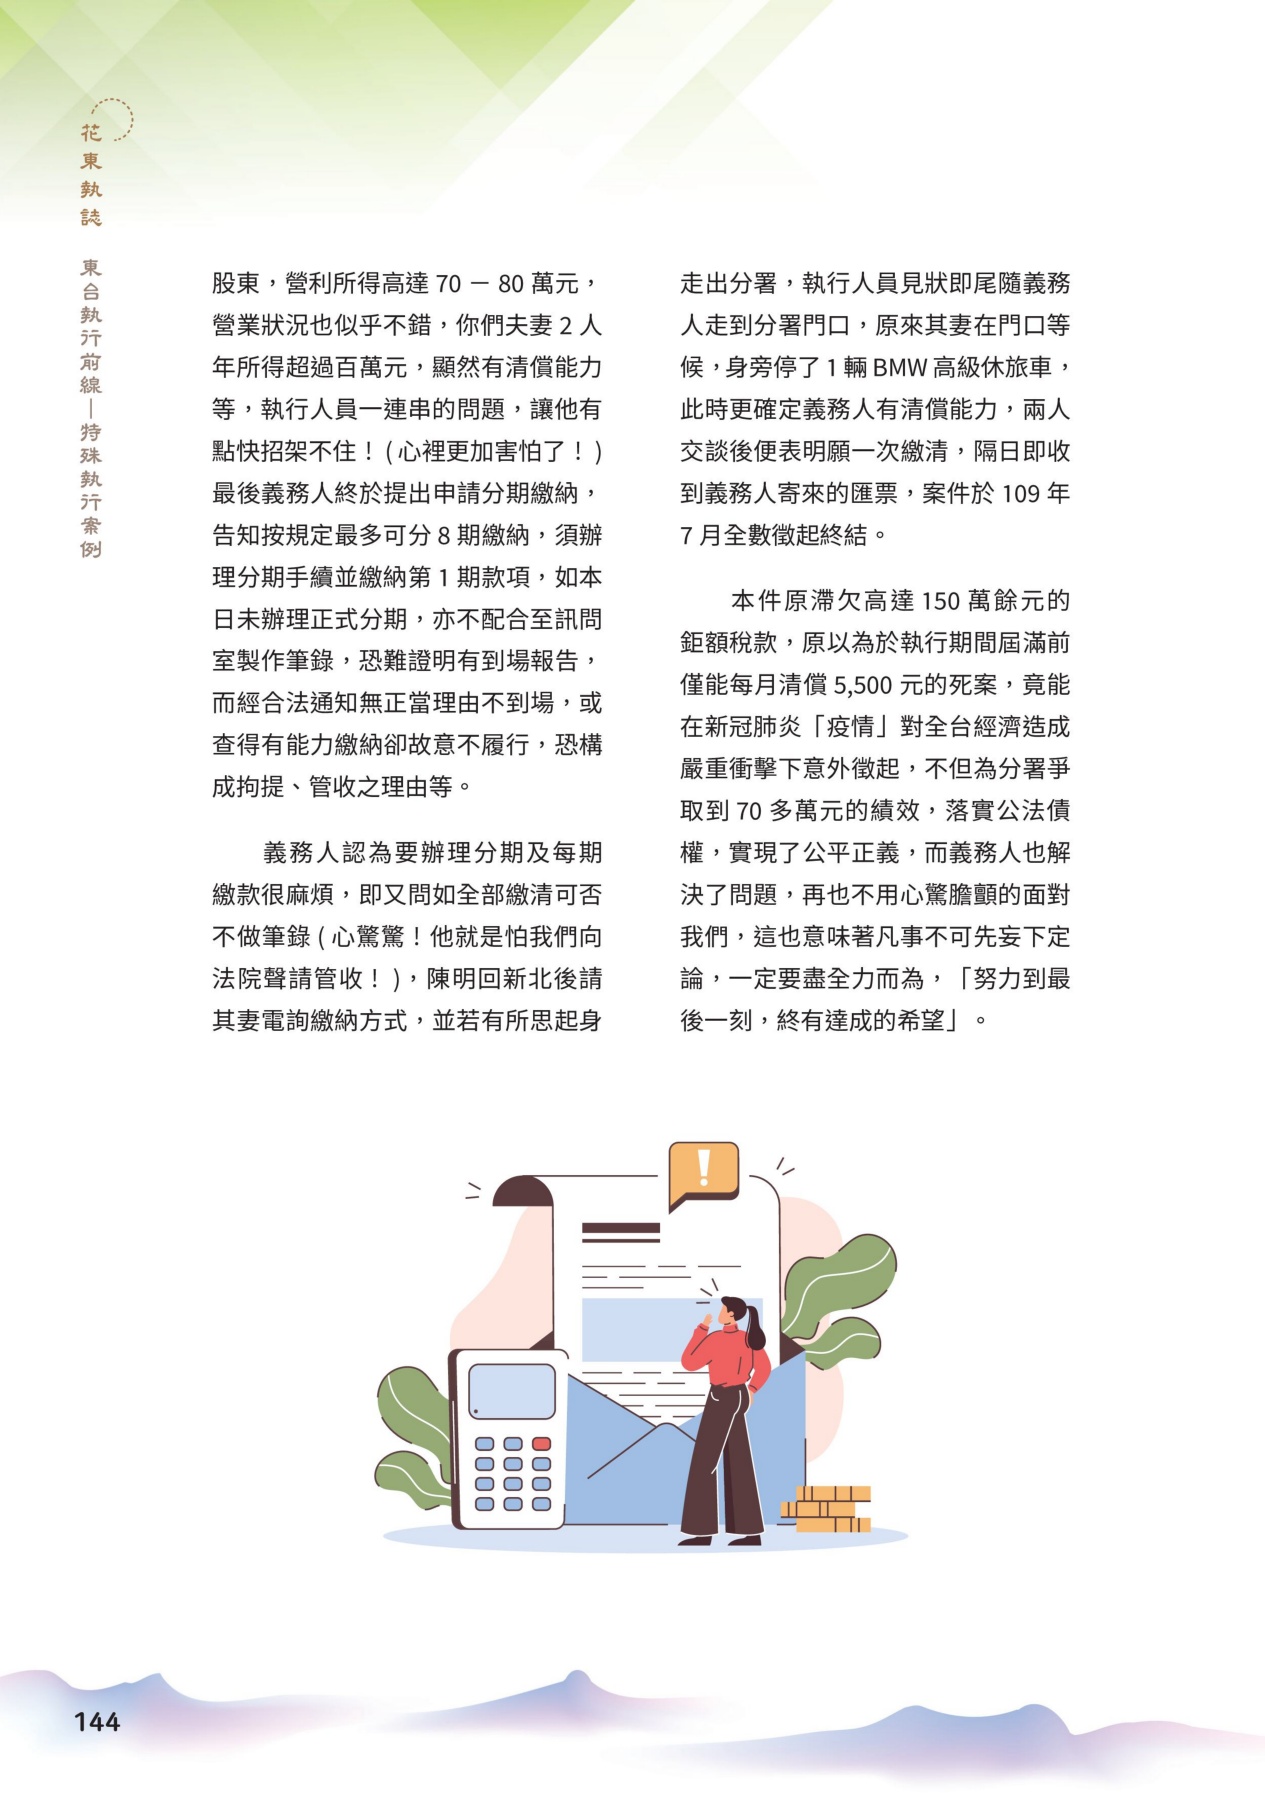 花東執誌 東台執行前線—特殊執行案例
股東，營利所得高達 70 － 80 萬元，
營業狀況也似乎不錯，你們夫妻 2 人
年所得超過百萬元，顯然有清償能力
等，執行人員一連串的問題，讓他有
點快招架不住！ ( 心裡更加害怕了！ )
最後義務人終於提出申請分期繳納，
告知按規定最多可分 8 期繳納，須辦
理分期手續並繳納第 1 期款項，如本
日未辦理正式分期，亦不配合至訊問
室製作筆錄，恐難證明有到場報告，
而經合法通知無正當理由不到場，或
查得有能力繳納卻故意不履行，恐構
成拘提、管收之理由等。
義務人認為要辦理分期及每期
繳款很麻煩，即又問如全部繳清可否
不做筆錄 ( 心驚驚！他就是怕我們向
法院聲請管收！ )，陳明回新北後請
其妻電詢繳納方式，並若有所思起身
走出分署，執行人員見狀即尾隨義務
人走到分署門口，原來其妻在門口等
候，身旁停了 1 輛 BMW 高級休旅車，
此時更確定義務人有清償能力，兩人
交談後便表明願一次繳清，隔日即收
到義務人寄來的匯票，案件於 109 年
7 月全數徵起終結。
本件原滯欠高達 150 萬餘元的
鉅額稅款，原以為於執行期間屆滿前
僅能每月清償 5,500 元的死案，竟能
在新冠肺炎「疫情」對全台經濟造成
嚴重衝擊下意外徵起，不但為分署爭
取到 70 多萬元的績效，落實公法債
權，實現了公平正義，而義務人也解
決了問題，再也不用心驚膽顫的面對
我們，這也意味著凡事不可先妄下定
論，一定要盡全力而為，「努力到最
後一刻，終有達成的希望」。
!
144